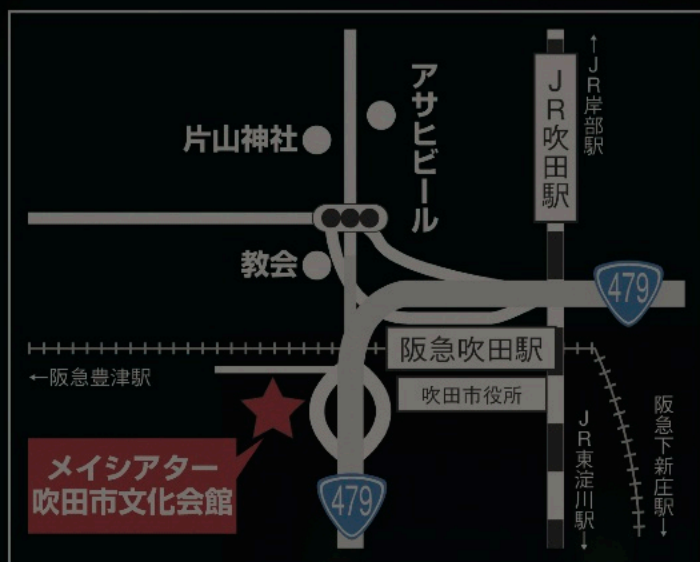 ↑JR岸部駅
アサヒビール
JR吹田駅
片山神社
教会
479
阪急吹田駅
←阪急豊津駅
吹田市役所
阪急下新庄駅→
JR東淀川駅→
メイシアター
吹田市文化会館
479